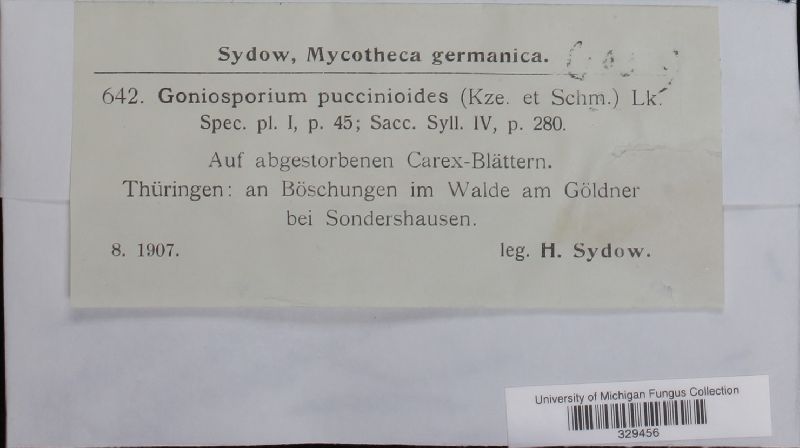 Sydow, Mycotheca germanica.
642. Goniosporium puccinioides (Kze. et Schm.) Lk.
Spec. pl. I, p. 45; Sacc. Syll. IV, p. 280.
Auf abgestorbenen Carex-Blättern.
Thüringen: an Böschungen im Walde am Göldner
bei Sondershausen.
8. 1907. leg. H. Sydow.
University of Michigan Fungus Collection
329456